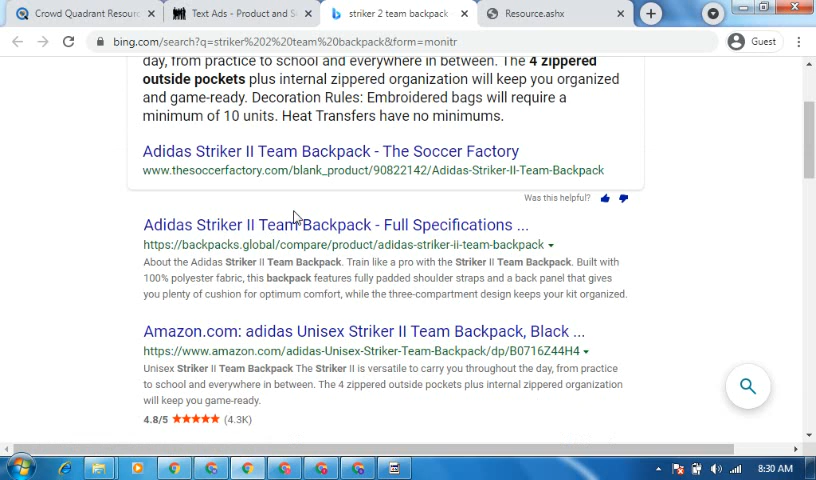 Crowd Quadrant Resourc
Text Ads - Product and S
striker 2 team backpack
Resource.ashx
bing.com/search?q=striker%202%20team%20backpack&form=monitr
Guest
day, from practice to school and everywhere in between. The 4 zippered
outside pockets plus internal zippered organization will keep you organized
and game-ready. Decoration Rules: Embroidered bags will require a
minimum of 10 units. Heat Transfers have no minimums.
Adidas Striker II Team Backpack - The Soccer Factory
www.thesoccerfactory.com/blank_product/90822142/Adidas-Striker-II-Team-Backpack
Was this helpful?
Adidas Striker II Team Backpack - Full Specifications ...
https://backpacks.global/compare/product/adidas-striker-ii-team-backpack
About the Adidas Striker II Team Backpack. Train like a pro with the Striker II Team Backpack. Built with
100% polyester fabric, this backpack features fully padded shoulder straps and a back panel that gives
you plenty of cushion for optimum comfort, while the three-compartment design keeps your kit organized.
Amazon.com: adidas Unisex Striker II Team Backpack, Black ...
https://www.amazon.com/adidas-Unisex-Striker-Team-Backpack/dp/B0716Z44H4
Unisex Striker II Team Backpack The Striker II is versatile to carry you throughout the day, from practice
to school and everywhere in between. The 4 zippered outside pockets plus internal zippered organization
will keep you game-ready.
4.8/5 ★★★★★ (4.3K)
8:30 AM